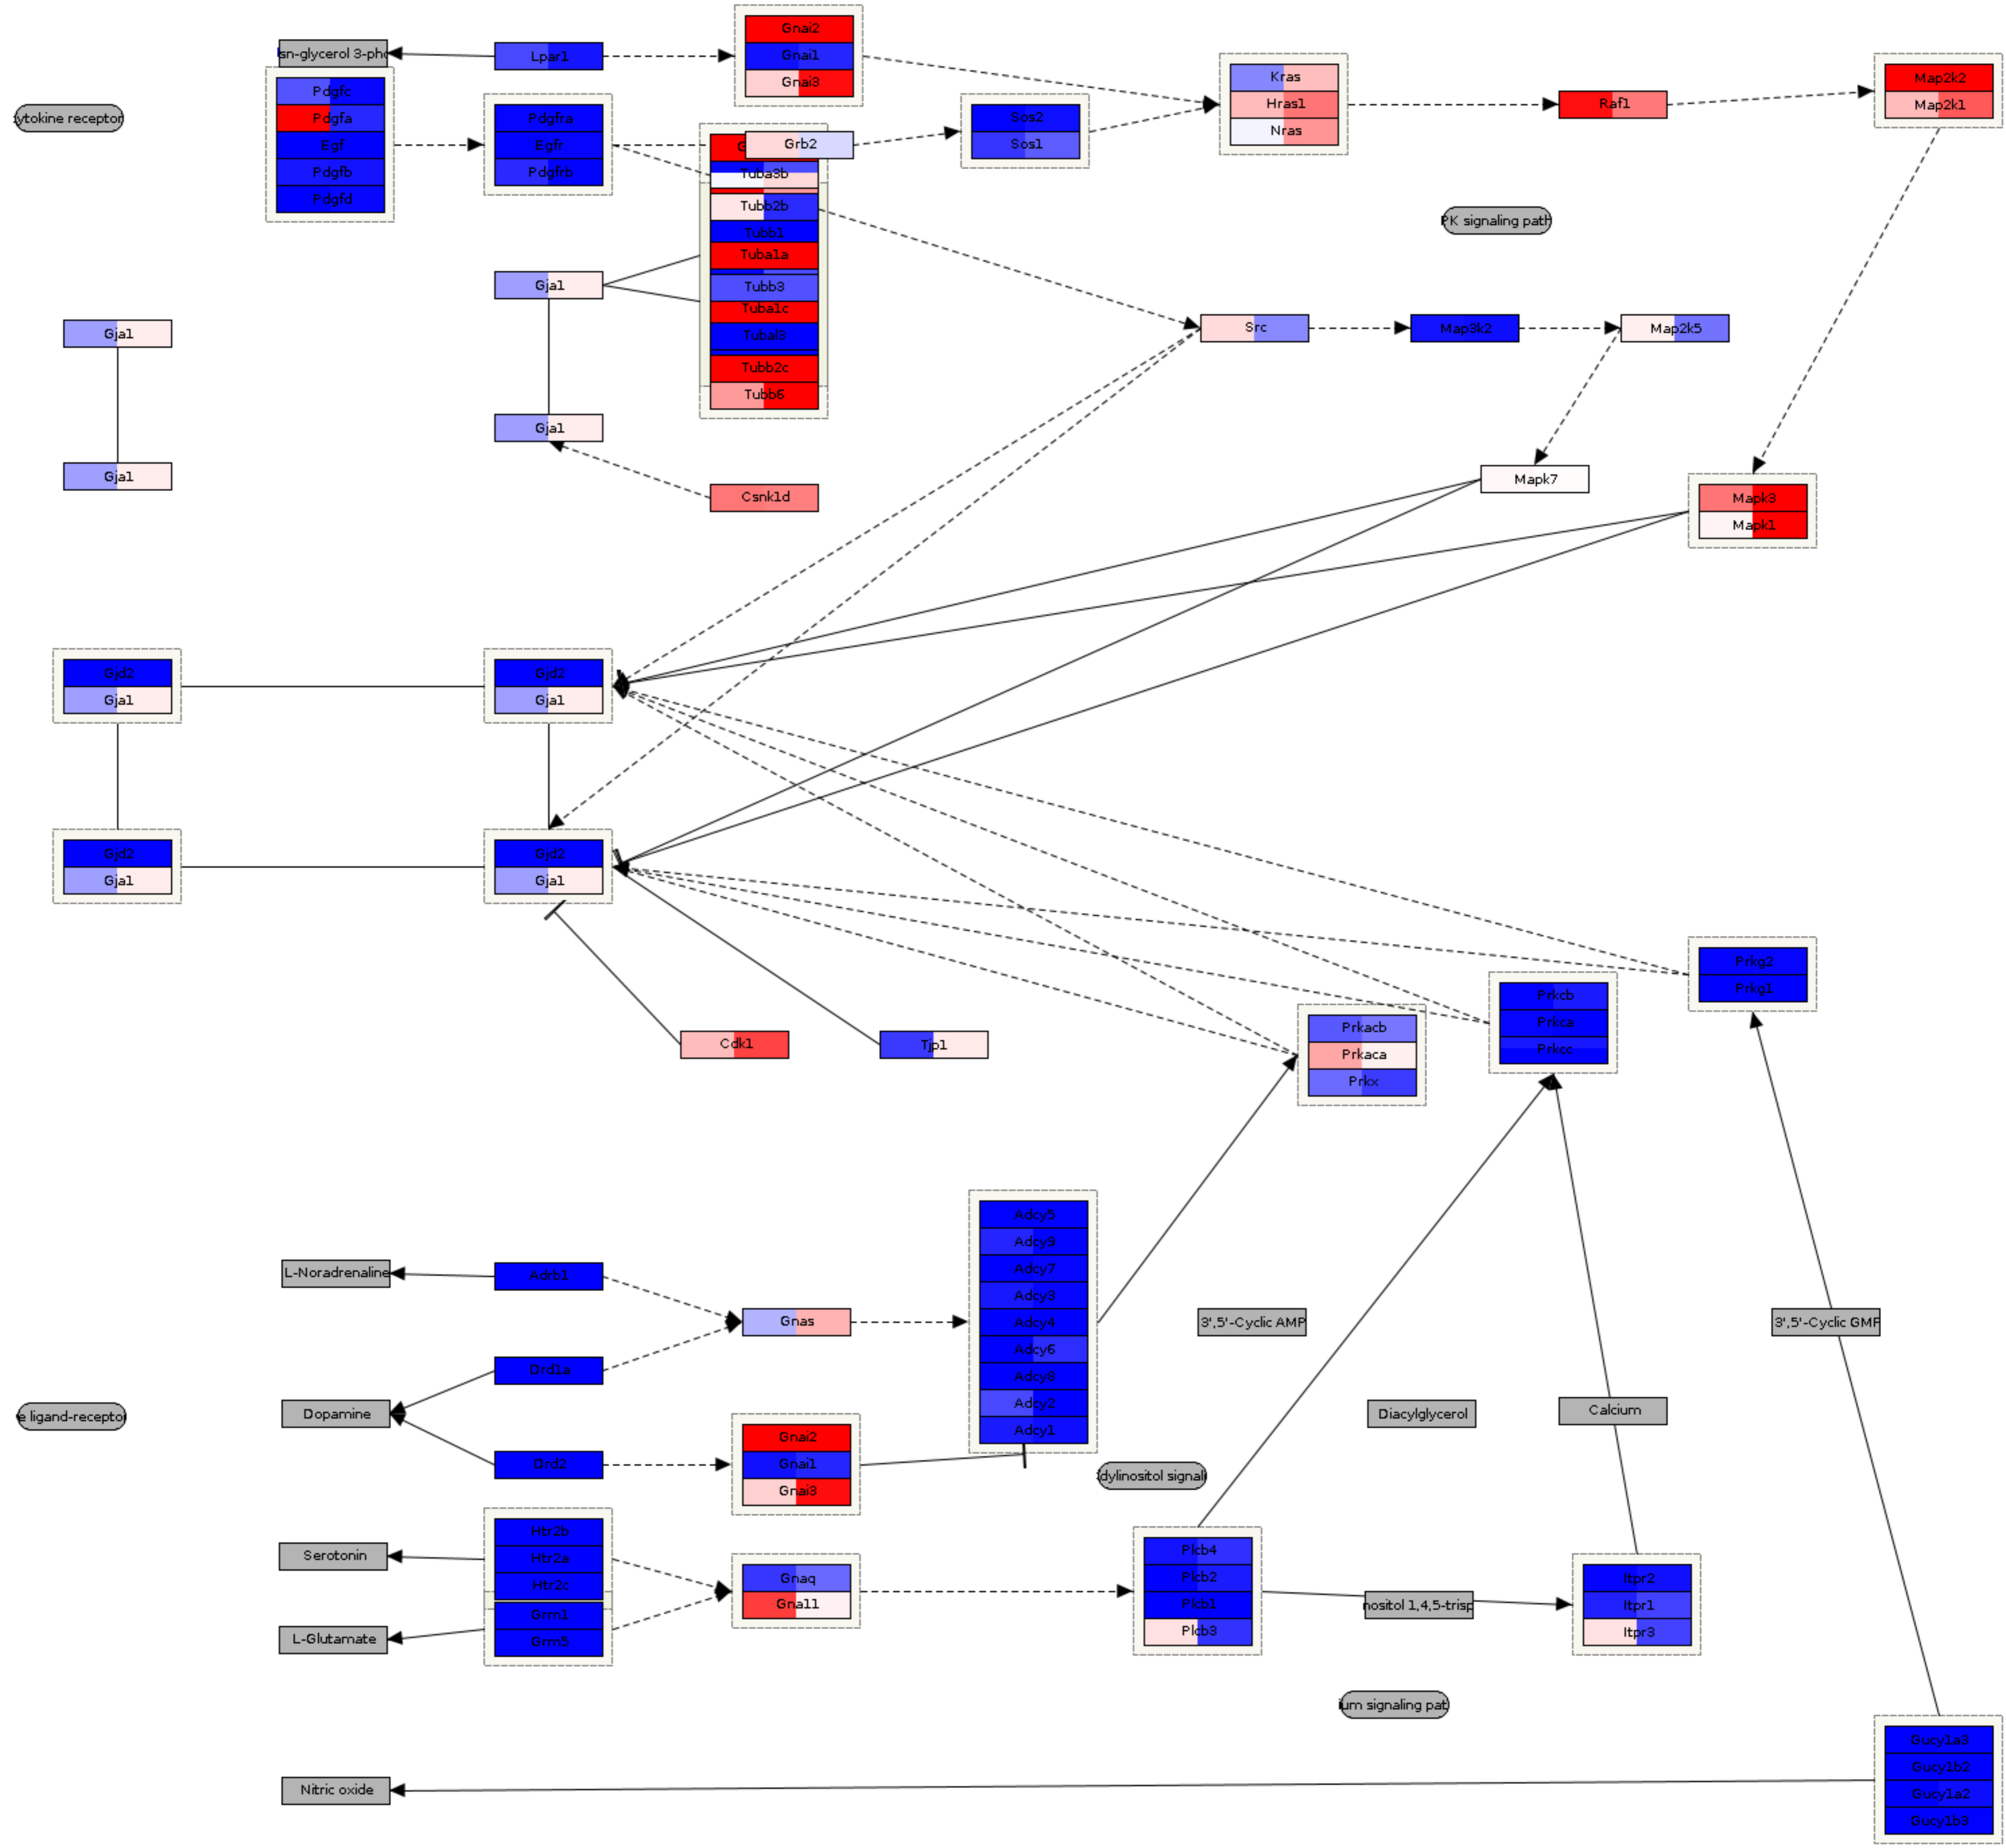 sn-glycerol 3-pho
Lpar1
Gnai2
Gnai1
Gnai3
Pdgfc
Pdgfa
Egf
Pdgfb
Pdgfd
ytokine receptor
Pdgfra
Egfr
Pdgfrb
Grb2
Sos2
Sos1
Kras
Hras1
Nras
Raf1
Map2k2
Map2k1
Tuba3b
Tubb2b
Tubb1
Tuba1a
Tubb3
Tuba1c
Tubal3
Tubb2c
Tubb6
PK signaling path
Gja1
Gja1
Src
Map3k2
Map2k5
Gja1
Gja1
Csnk1d
Mapk7
Mapk3
Mapk1
Gjd2
Gja1
Gjd2
Gja1
Gjd2
Gja1
Gjd2
Gja1
Prkg2
Prkg1
Prkcb
Prkca
Prkcc
Cdk1
Tjp1
Prkacb
Prkaca
Prkx
Adcy5
Adcy9
Adcy7
Adcy3
Adcy4
Adcy6
Adcy8
Adcy2
Adcy1
L-Noradrenaline
Adrb1
Gnas
3',5'-Cyclic AMP
3',5'-Cyclic GMP
Drd1a
e ligand-recepto
Dopamine
Diacylglycerol
Calcium
Drd2
Gnai2
Gnai1
Gnai3
dylinositol signali
Htr2b
Htr2a
Htr2c
Serotonin
Grm1
Grm5
L-Glutamate
Gnaq
Gna11
Plcb4
Plcb2
Plcb1
Plcb3
nositol 1,4,5-trisp
Itpr2
Itpr1
Itpr3
ium signaling pat
Gucy1a3
Gucy1b2
Gucy1a2
Gucy1b3
Nitric oxide